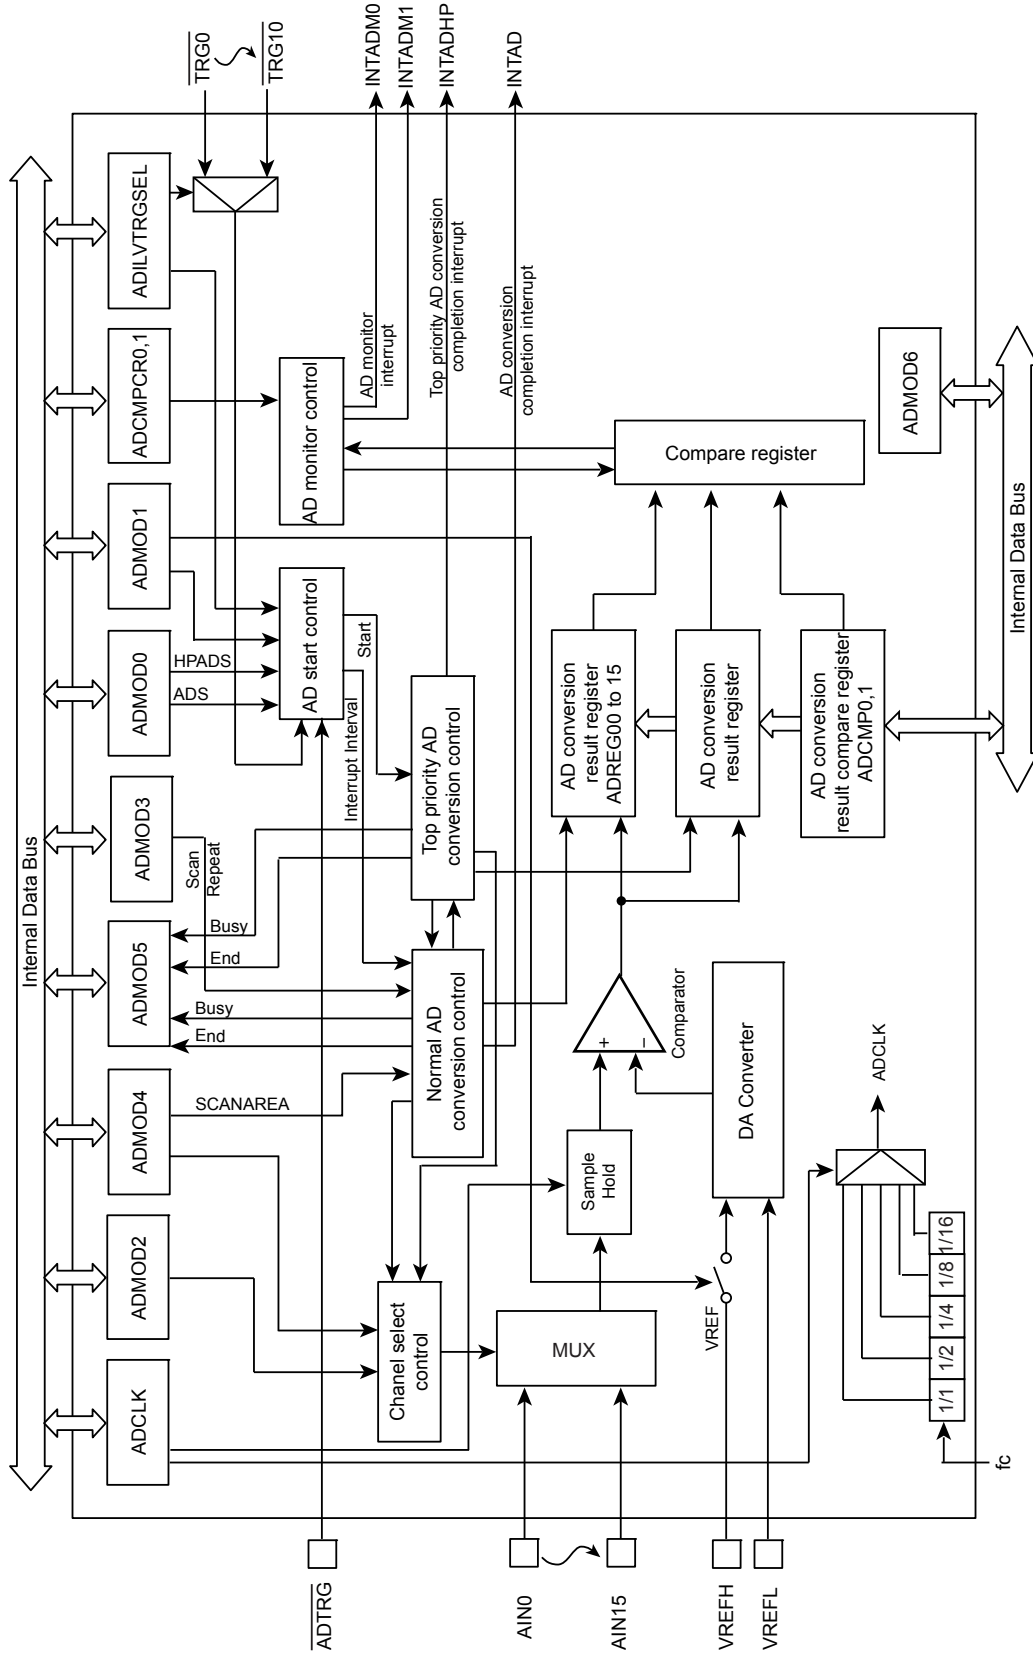 Internal Data Bus
ADCLK
ADMOD2
ADMOD4
ADMOD5
ADMOD3
ADMOD0
ADMOD1
ADCMPCR0,1
ADILVTRGSEL
TRG0
TRG10
SCANAREA
End
Busy
End
Busy
Scan
Repeat
ADS
HPADS
ADTRG
AD start control
Interrupt Interval
Start
AD monitor control
AD monitor
interrupt
INTADM0
INTADM1
Chanel select
control
Normal AD
conversion control
Top priority AD
conversion control
Top priority AD conversion
completion interrupt
INTADHP
AD conversion
completion interrupt
INTAD
AIN0
AIN15
MUX
Sample
Hold
+
−
Comparator
AD conversion
result register
ADREG00 to 15
AD conversion
result register
AD conversion
result compare register
ADCMP0,1
Compare register
VREFH
VREFL
VREF
DA Converter
ADMOD6
fc
1/1
1/2
1/4
1/8
1/16
ADCLK
Internal Data Bus